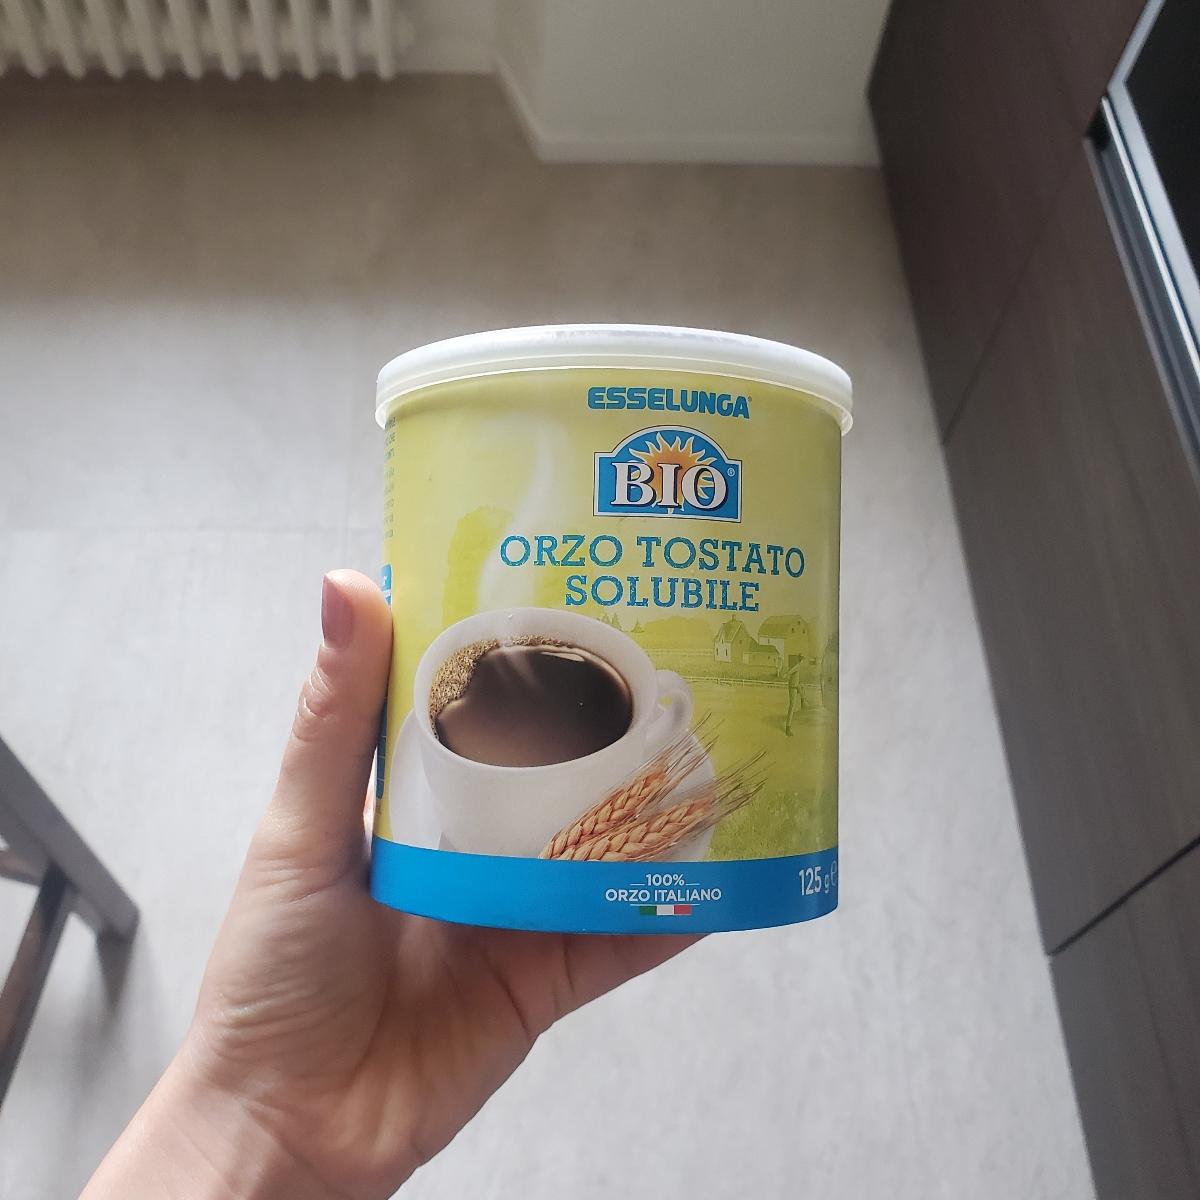 ESSELUNGA®
BIO®
ORZO TOSTATO
SOLUBILE
100%
ORZO ITALIANO
125 g e